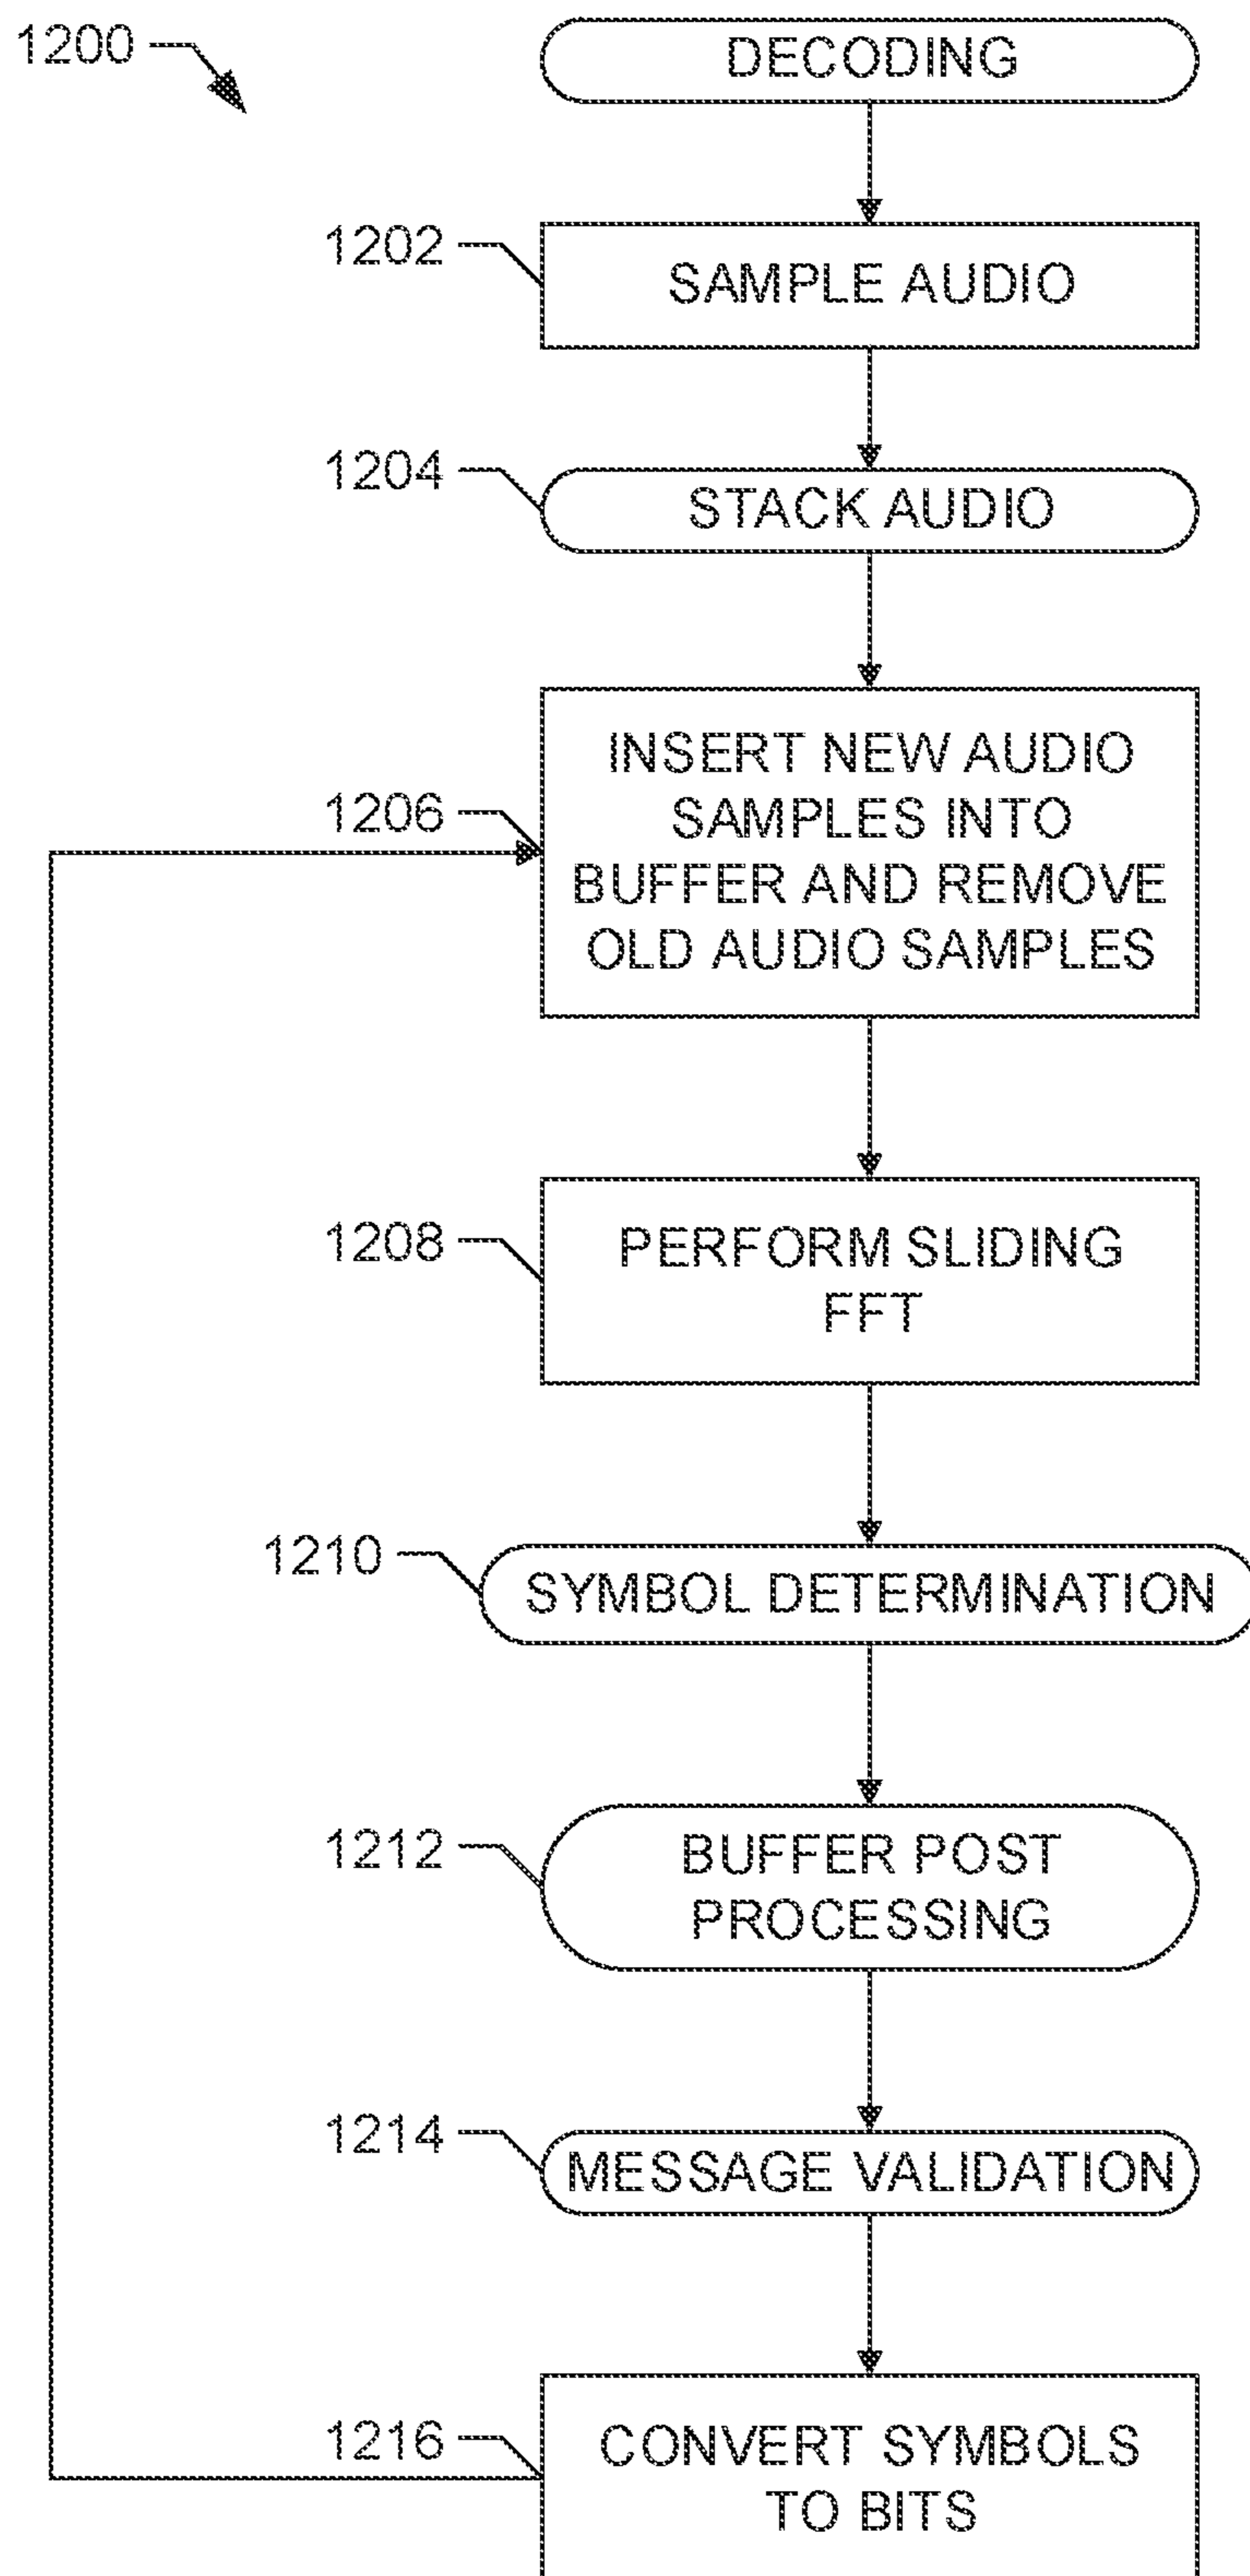 1200
DECODING
1202
SAMPLE AUDIO
1204
STACK AUDIO
1206
INSERT NEW AUDIO
SAMPLES INTO
BUFFER AND REMOVE
OLD AUDIO SAMPLES
1208
PERFORM SLIDING
FFT
1210
SYMBOL DETERMINATION
1212
BUFFER POST
PROCESSING
1214
MESSAGE VALIDATION
1216
CONVERT SYMBOLS
TO BITS